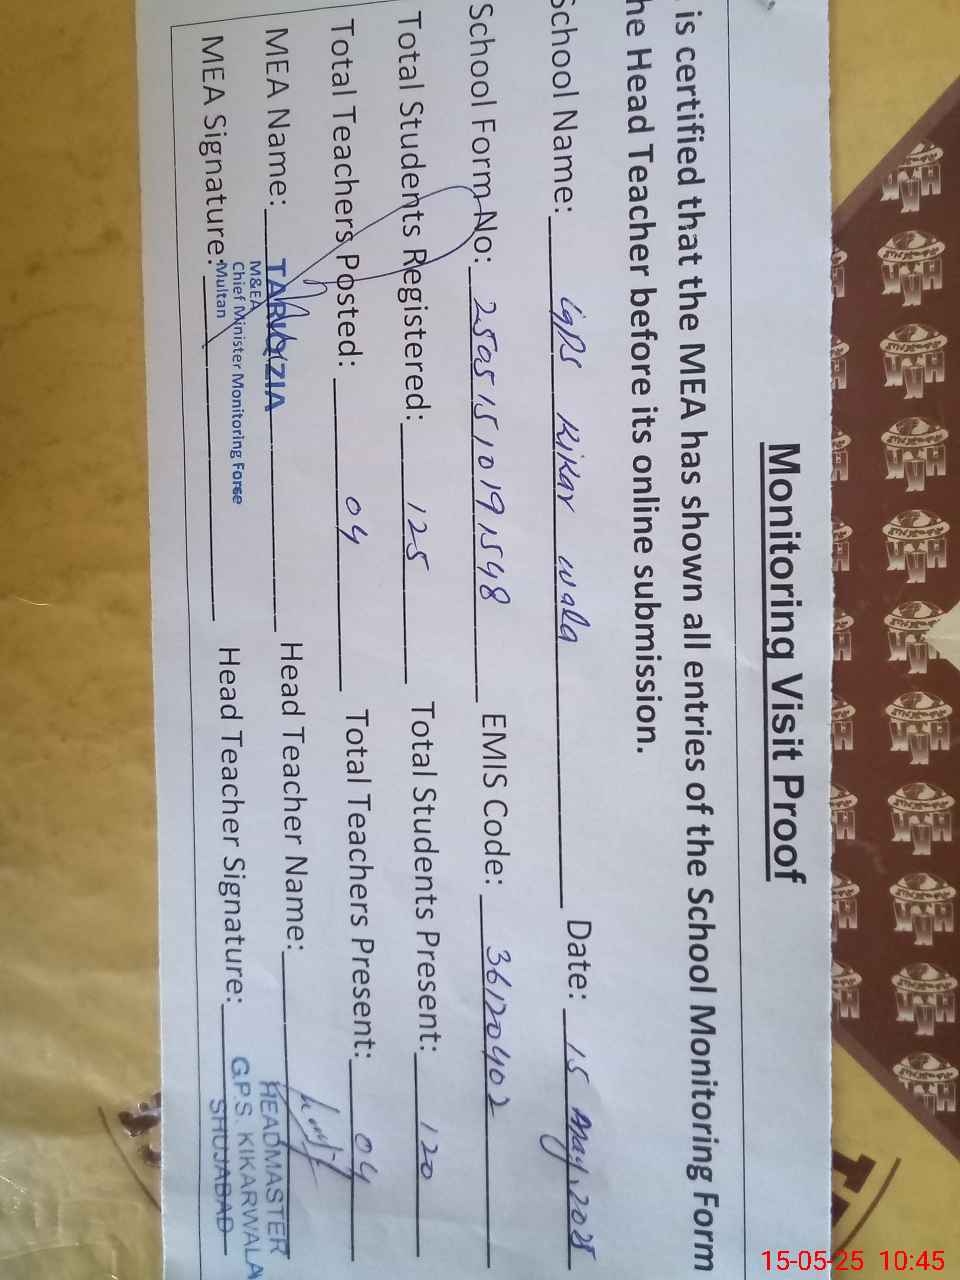 Monitoring Visit Proof
is certified that the MEA has shown all entries of the School Monitoring Form
he Head Teacher before its online submission.
School Name: GPS Kikar wala Date: 15 May, 2025
School Form No: 25051510191548 EMIS Code: 36120402
Total Students Registered: 125 Total Students Present: 120
Total Teachers Posted: 04 Total Teachers Present: 04
MEA Name: TARIQ ZIA Head Teacher Name:
M&EA
Chief Minister Monitoring Force
Multan
MEA Signature: Head Teacher Signature:
HEADMASTER
G.P.S. KIKARWALA
SHUJABAD
15-05-25 10:45